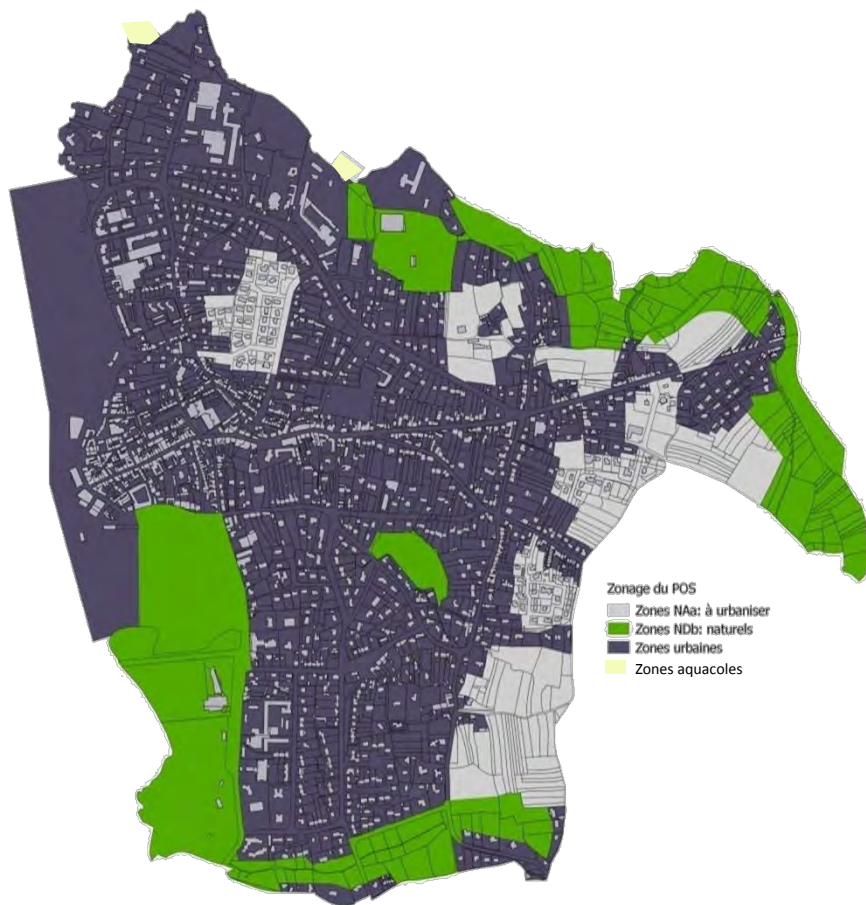 Zonage du POS
Zones NAa: à urbaniser
Zones NDb: naturels
Zones urbaines
Zones aquacoles